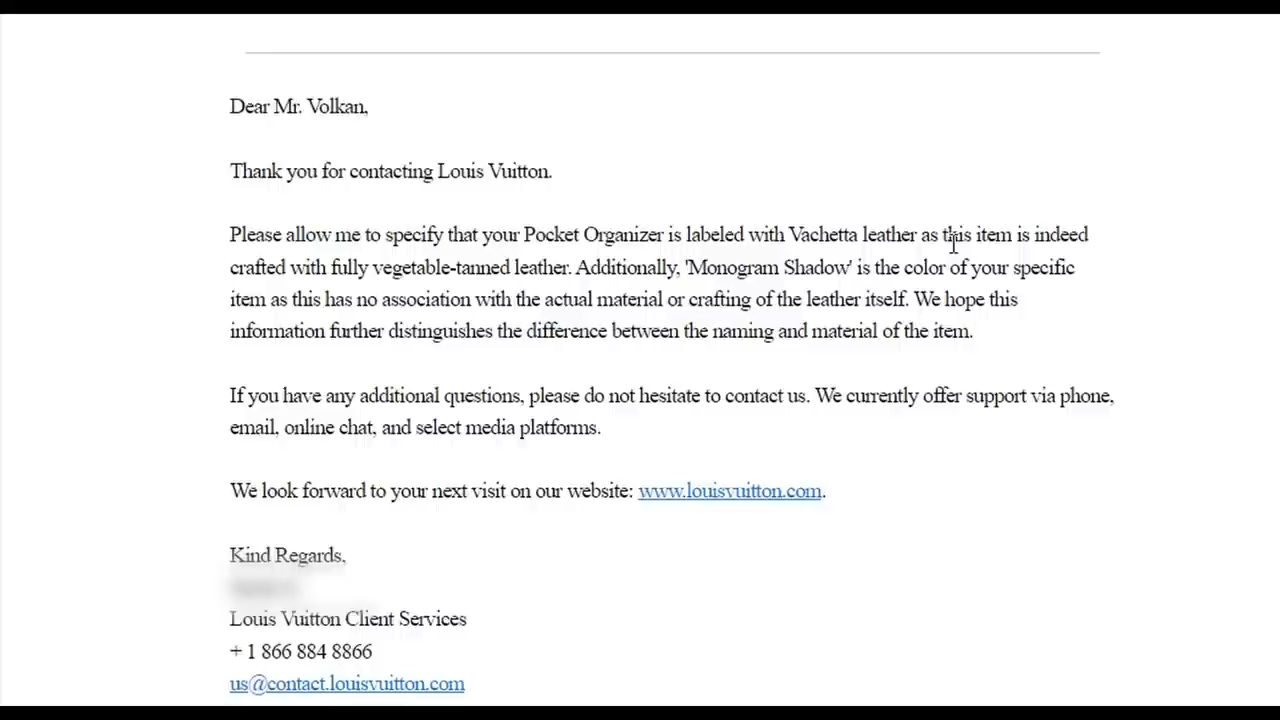 Dear Mr. Volkan,
Thank you for contacting Louis Vuitton.
Please allow me to specify that your Pocket Organizer is labeled with Vachetta leather as this item is indeed
crafted with fully vegetable-tanned leather. Additionally, 'Monogram Shadow' is the color of your specific
item as this has no association with the actual material or crafting of the leather itself. We hope this
information further distinguishes the difference between the naming and material of the item.
If you have any additional questions, please do not hesitate to contact us. We currently offer support via phone,
email, online chat, and select media platforms.
We look forward to your next visit on our website: www.louisvuitton.com.
Kind Regards,
Louis Vuitton Client Services
+ 1 866 884 8866
us@contact.louisvuitton.com